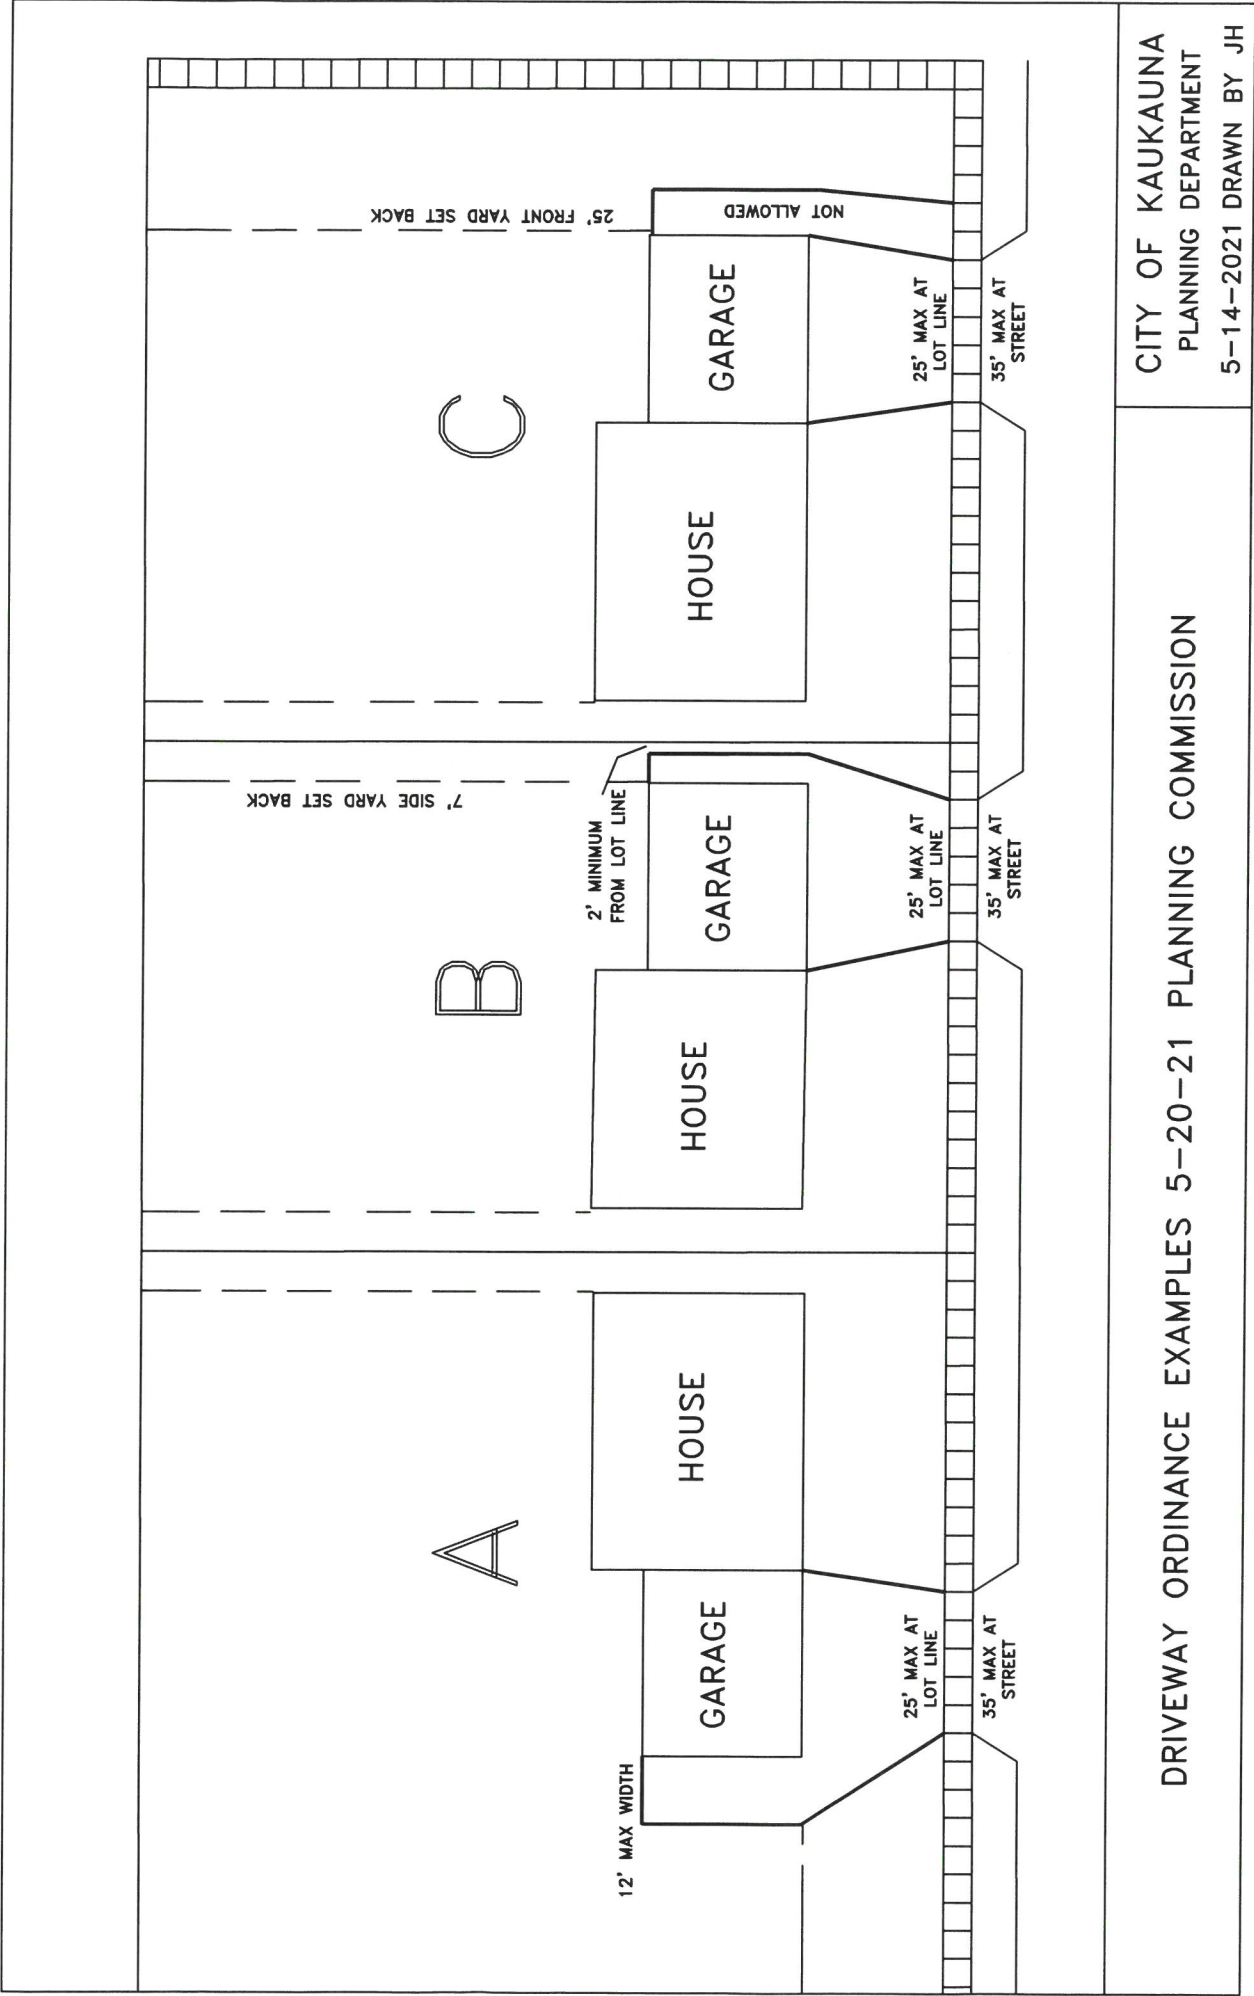 A
B
C
12' MAX WIDTH
GARAGE
HOUSE
25' MAX AT
LOT LINE
35' MAX AT
STREET
HOUSE
GARAGE
2' MINIMUM
FROM LOT LINE
7' SIDE YARD SET BACK
25' MAX AT
LOT LINE
35' MAX AT
STREET
HOUSE
GARAGE
25' FRONT YARD SET BACK
NOT ALLOWED
25' MAX AT
LOT LINE
35' MAX AT
STREET
DRIVEWAY ORDINANCE EXAMPLES 5-20-21 PLANNING COMMISSION
CITY OF KAUKAUNA
PLANNING DEPARTMENT
5-14-2021 DRAWN BY JH